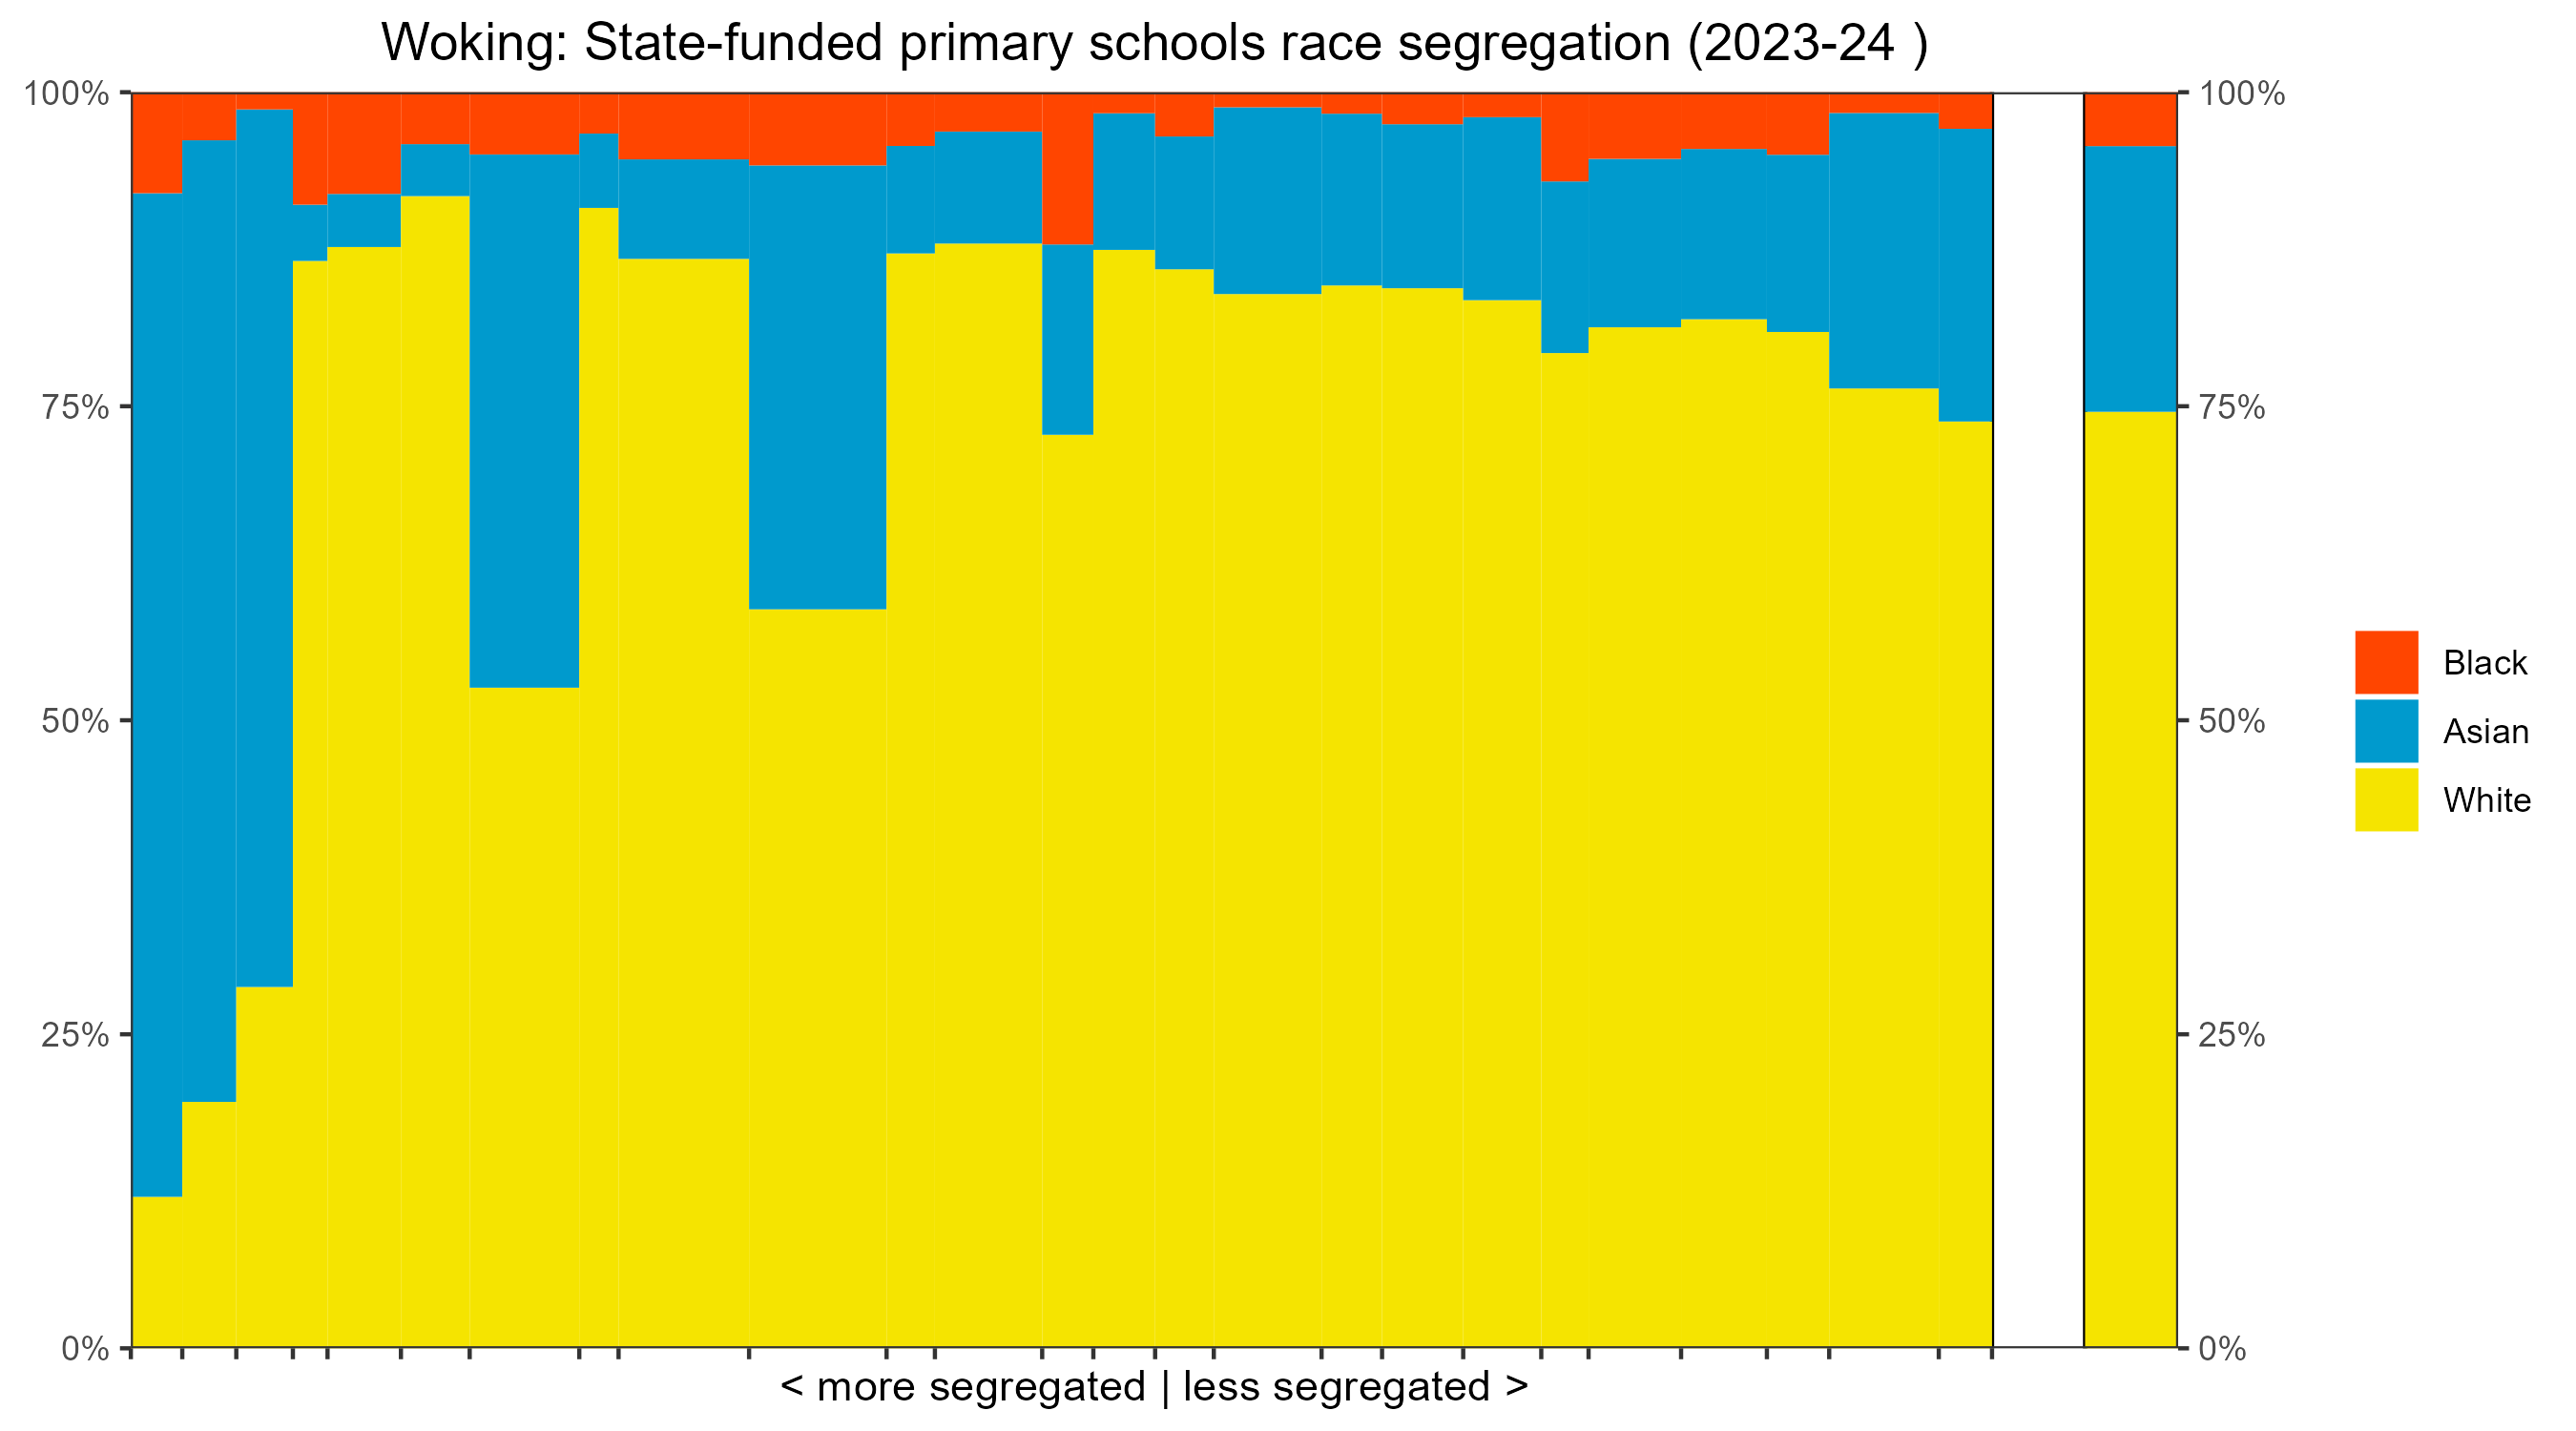 Woking: State-funded primary schools race segregation (2023-24 )
100%
100%
75%
75%
50%
50%
25%
25%
0%
0%
Black
Asian
White
< more segregated | less segregated >